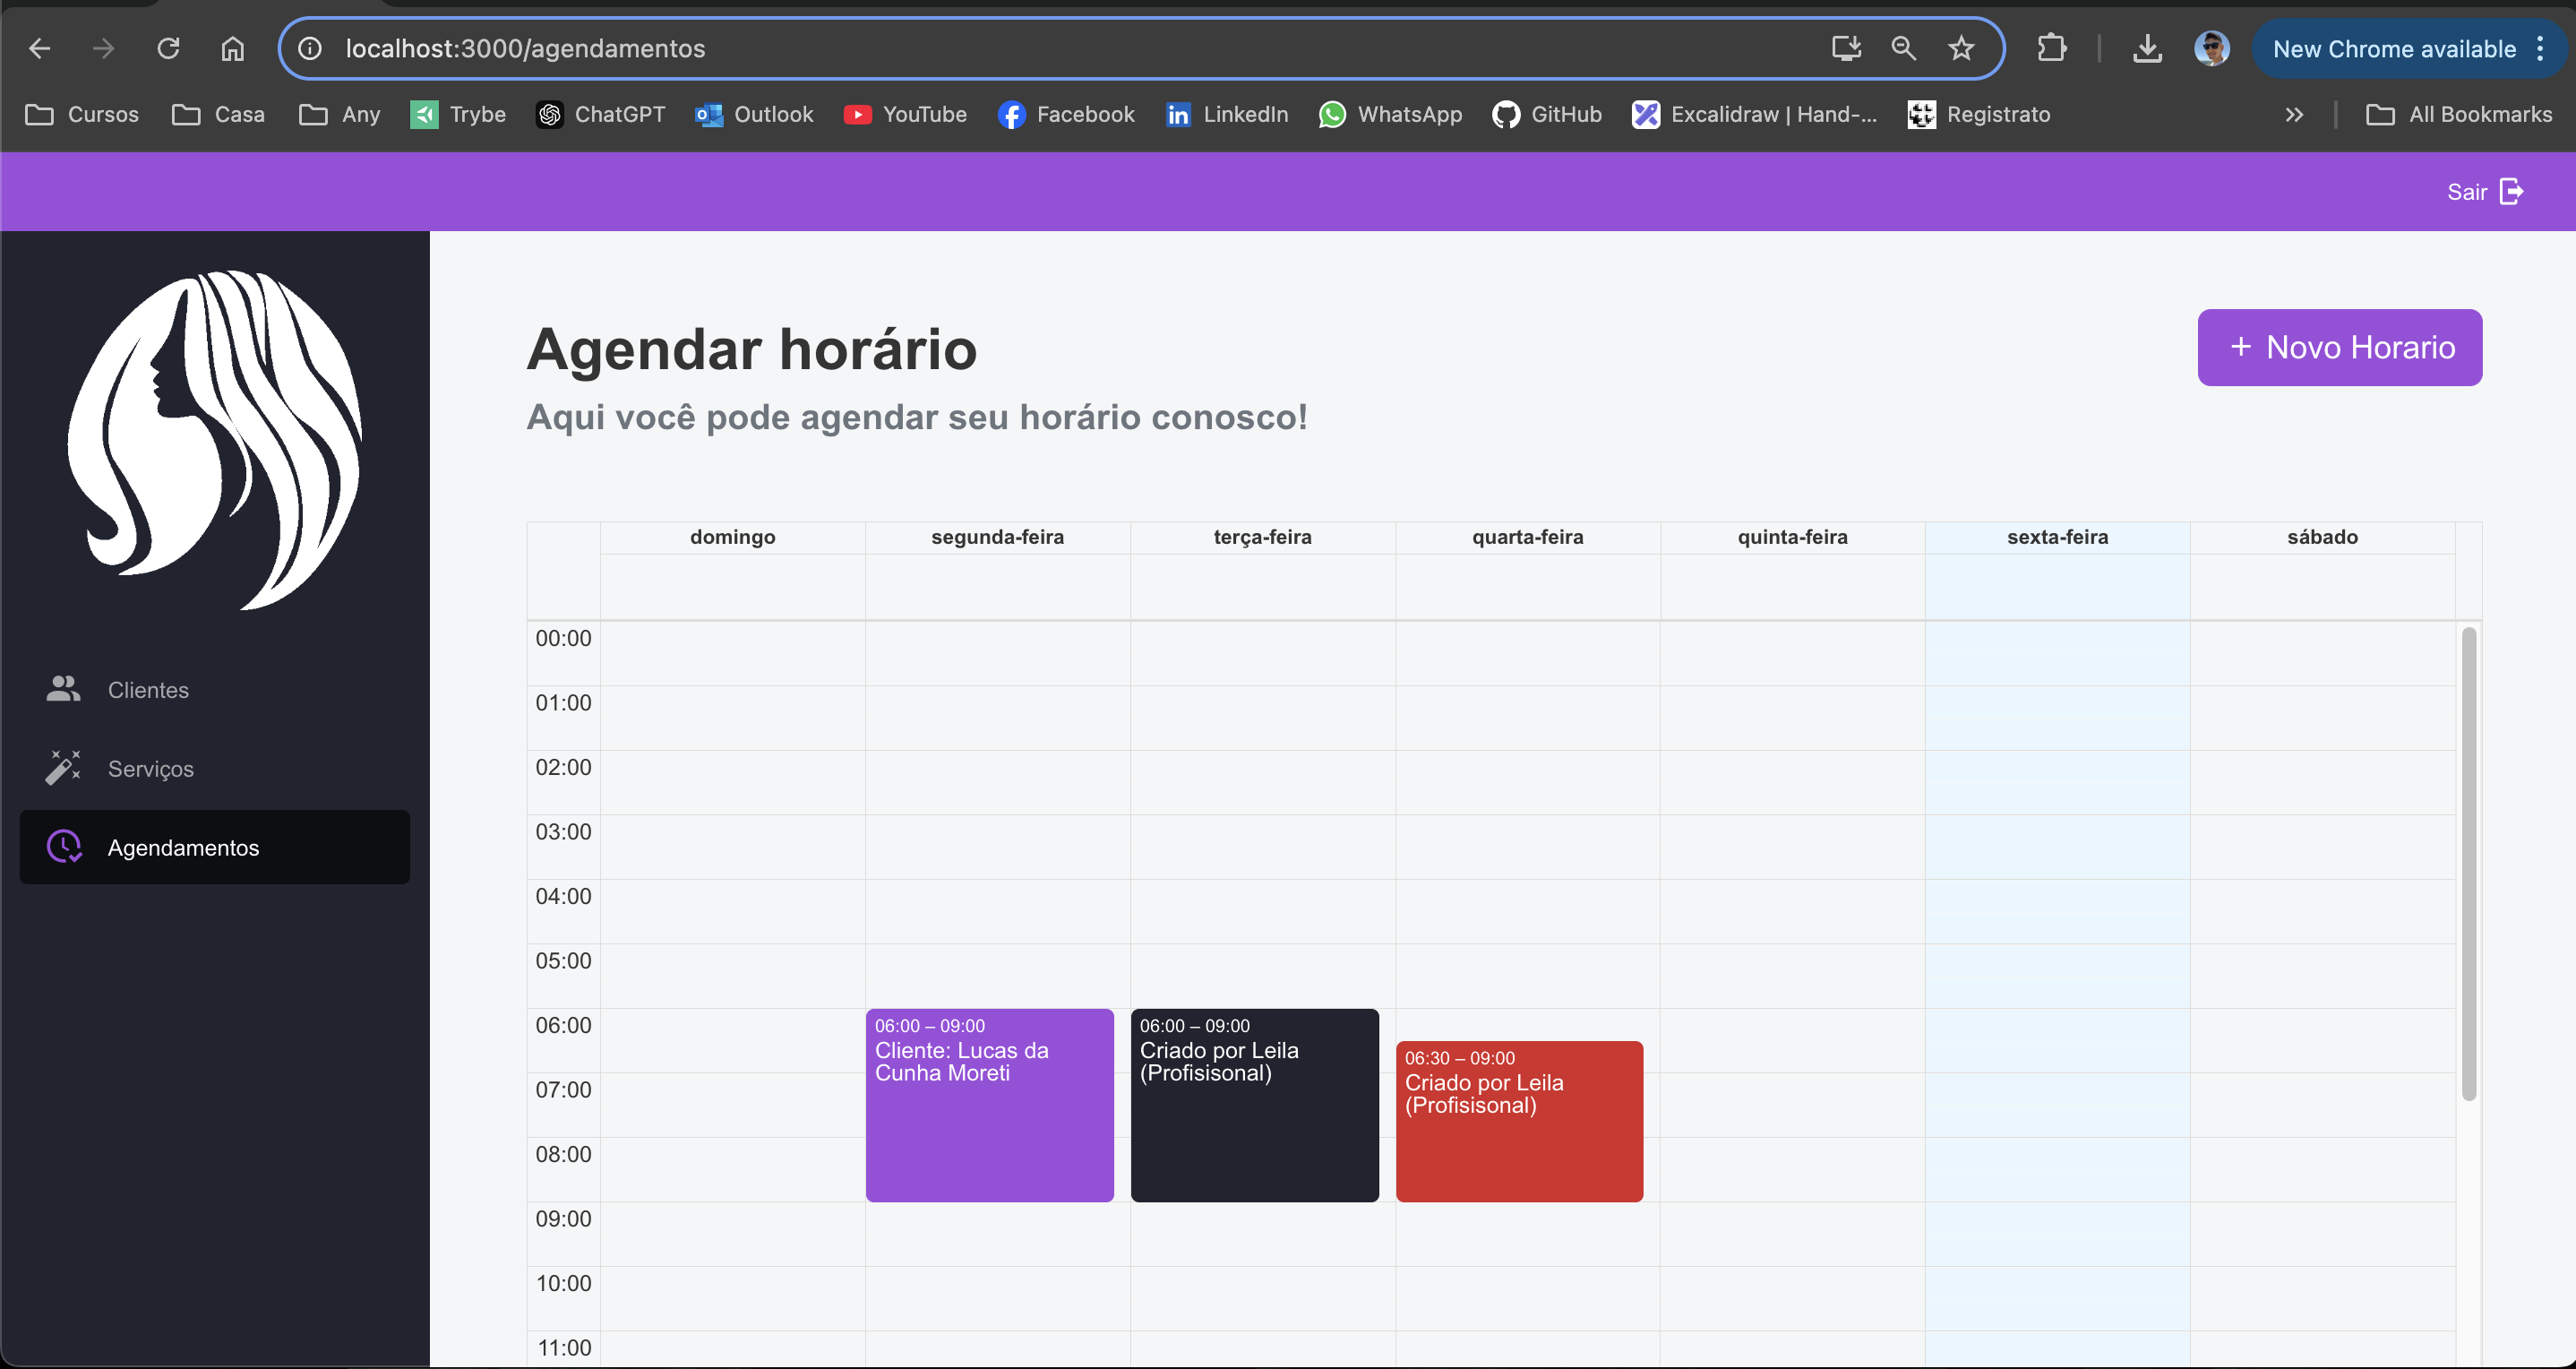 localhost:3000/agendamentos
New Chrome available
Cursos Casa Any Trybe ChatGPT Outlook YouTube Facebook LinkedIn WhatsApp GitHub Excalidraw | Hand-... Registrato » All Bookmarks
Sair
Agendar horário
+ Novo Horario
Aqui você pode agendar seu horário conosco!
Clientes
Serviços
Agendamentos
domingo segunda-feira terça-feira quarta-feira quinta-feira sexta-feira sábado
00:00
01:00
02:00
03:00
04:00
05:00
06:00
07:00
08:00
09:00
10:00
11:00
06:00 – 09:00
Cliente: Lucas da
Cunha Moreti
06:00 – 09:00
Criado por Leila
(Profisisonal)
06:30 – 09:00
Criado por Leila
(Profisisonal)